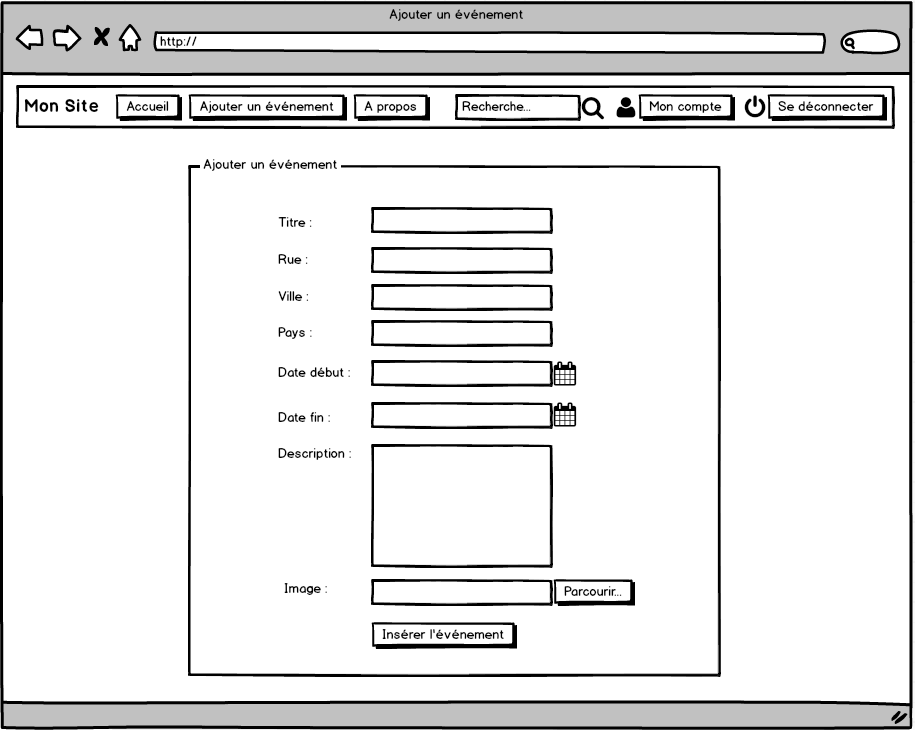 Ajouter un événement
http://
Mon Site Accueil Ajouter un événement A propos Recherche... Mon compte Se déconnecter
Ajouter un événement
Titre :
Rue :
Ville :
Pays :
Date début :
Date fin :
Description :
Image : Parcourir...
Insérer l'événement